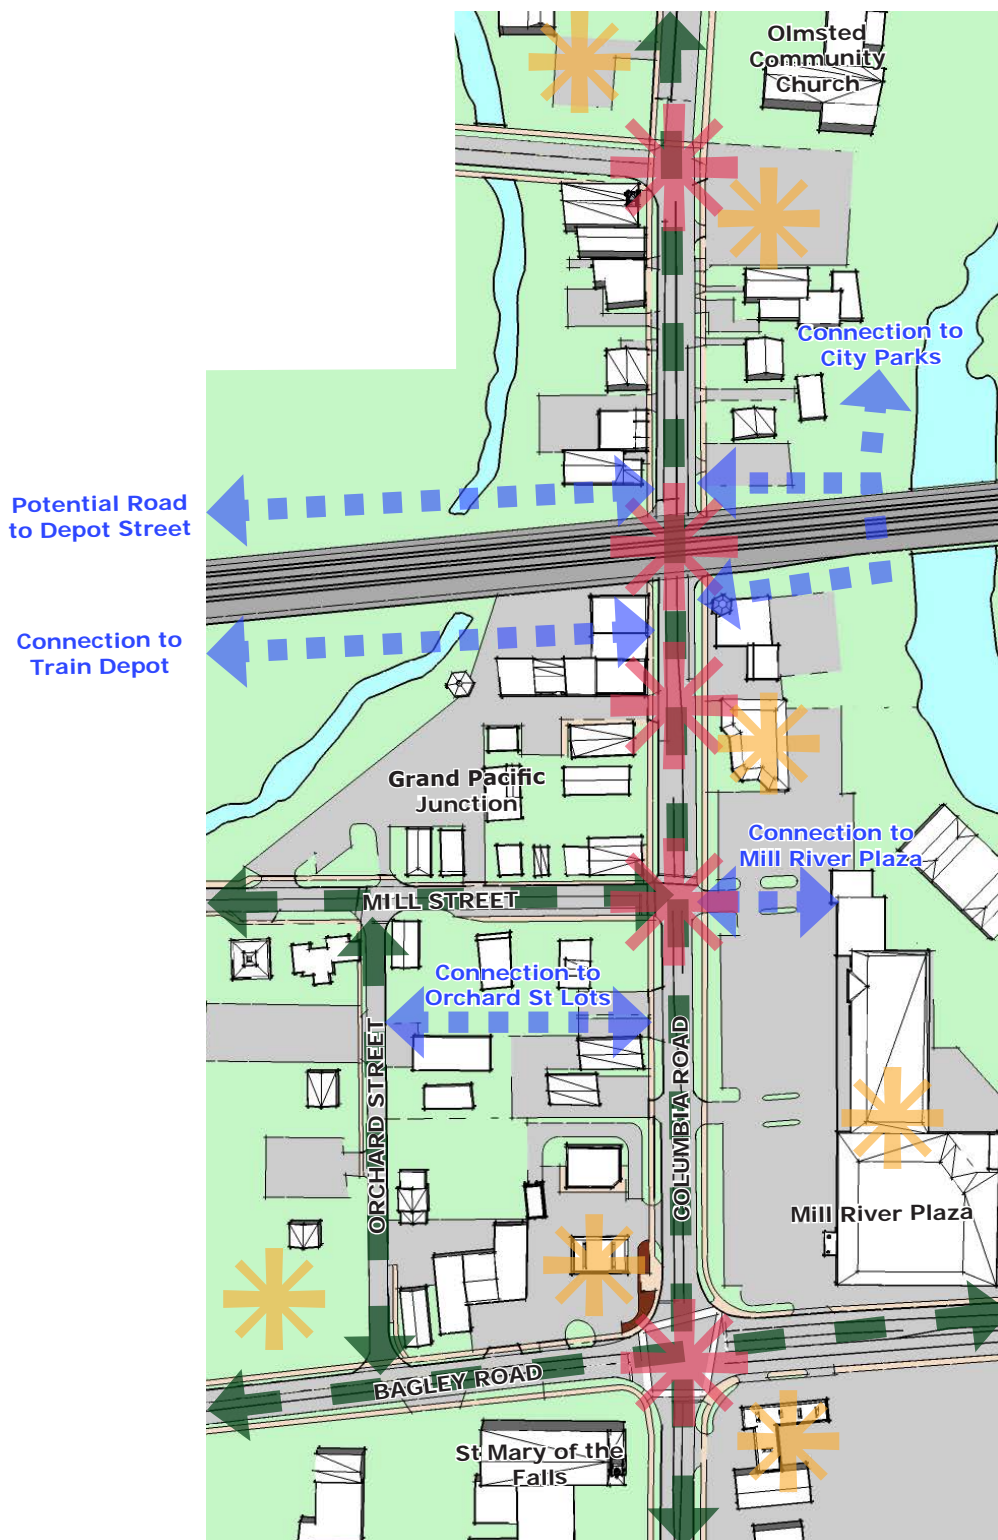 Olmsted
Community
Church
Connection to
City Parks
Potential Road
to Depot Street
Connection to
Train Depot
Grand Pacific
Junction
Connection to
Mill River Plaza
MILL STREET
Connection to
Orchard St Lots
ORCHARD STREET
COLUMBIA ROAD
Mill River Plaza
BAGLEY ROAD
St Mary of the
Falls